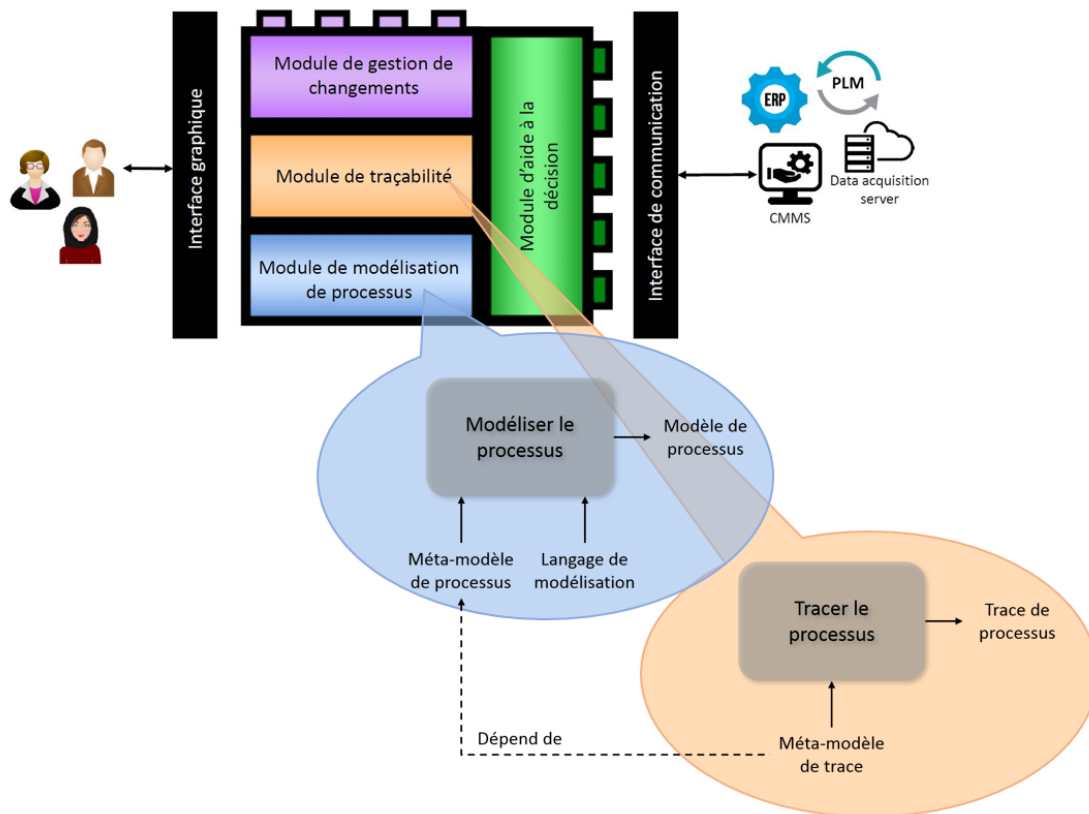 Interface graphique
Module de gestion de
changements
Module de traçabilité
Module de modélisation
de processus
Module d'aide à la
décision
Interface de communication
ERP
PLM
CMMS
Data acquisition
server
Modéliser le
processus
Modèle de
processus
Méta-modèle
de processus
Langage de
modélisation
Tracer le
processus
Trace de
processus
Dépend de
Méta-modèle
de trace